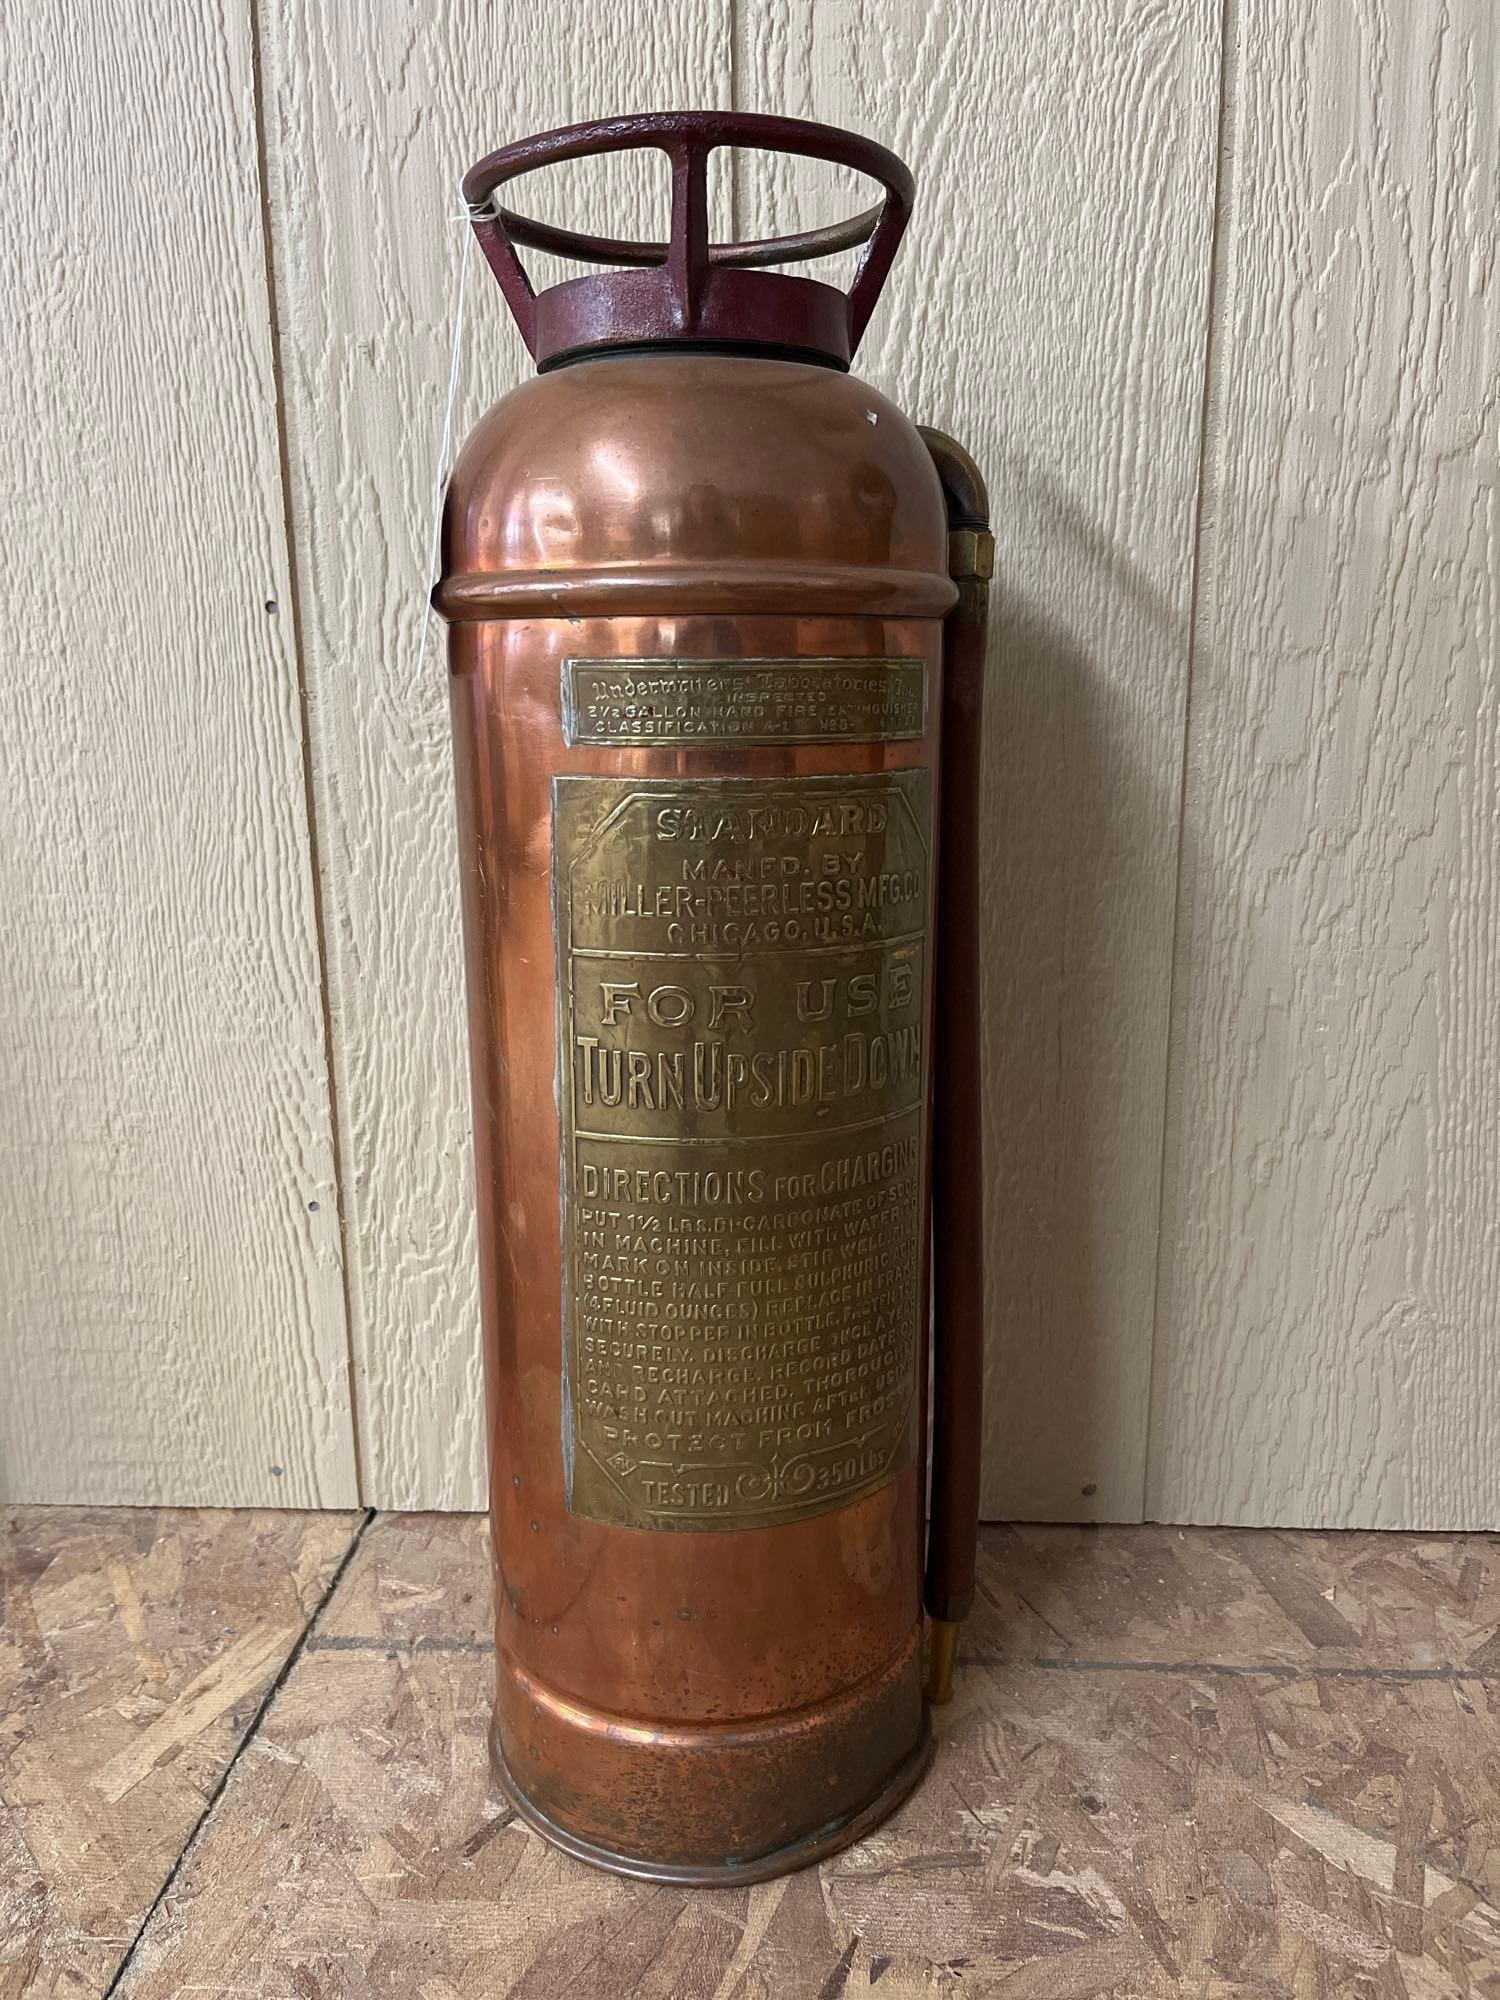 Underwriters' Laboratories, Inc.
INSPECTED
2½ GALLON HAND FIRE EXTINGUISHER
CLASSIFICATION A-1 NºB-
STANDARD
MANFD. BY
MILLER-PEERLESS MFG.CO
CHICAGO, U.S.A.
FOR USE
TURN UPSIDE DOWN
DIRECTIONS FOR CHARGING
PUT 1½ LBS. BI-CARBONATE OF SODA
IN MACHINE, FILL WITH WATER TO
MARK ON INSIDE. STIR WELL. FILL
BOTTLE HALF FULL SULPHURIC ACID
(4.FLUID OUNCES) REPLACE IN FRAME
WITH STOPPER IN BOTTLE. FASTEN TOP
SECURELY. DISCHARGE ONCE A YEAR
AND RECHARGE. RECORD DATE ON
CARD ATTACHED. THOROUGHLY
WASH OUT MACHINE AFTER USING
PROTECT FROM FROST
TESTED 350 Lbs